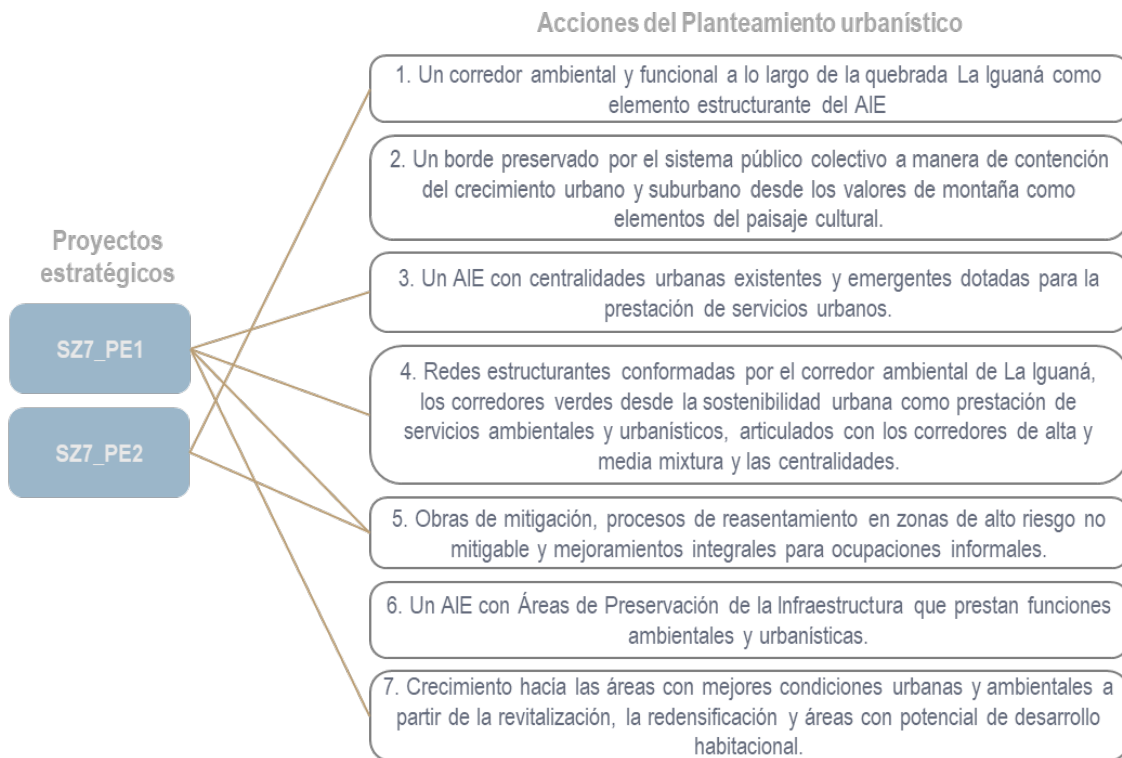 Acciones del Planteamiento urbanístico
1. Un corredor ambiental y funcional a lo largo de la quebrada La Iguaná como
elemento estructurante del AIE
2. Un borde preservado por el sistema público colectivo a manera de contención
del crecimiento urbano y suburbano desde los valores de montaña como
elementos del paisaje cultural.
Proyectos
estratégicos
SZ7_PE1
SZ7_PE2
3. Un AIE con centralidades urbanas existentes y emergentes dotadas para la
prestación de servicios urbanos.
4. Redes estructurantes conformadas por el corredor ambiental de La Iguaná,
los corredores verdes desde la sostenibilidad urbana como prestación de
servicios ambientales y urbanísticos, articulados con los corredores de alta y
media mixtura y las centralidades.
5. Obras de mitigación, procesos de reasentamiento en zonas de alto riesgo no
mitigable y mejoramientos integrales para ocupaciones informales.
6. Un AIE con Áreas de Preservación de la Infraestructura que prestan funciones
ambientales y urbanísticas.
7. Crecimiento hacia las áreas con mejores condiciones urbanas y ambientales a
partir de la revitalización, la redensificación y áreas con potencial de desarrollo
habitacional.